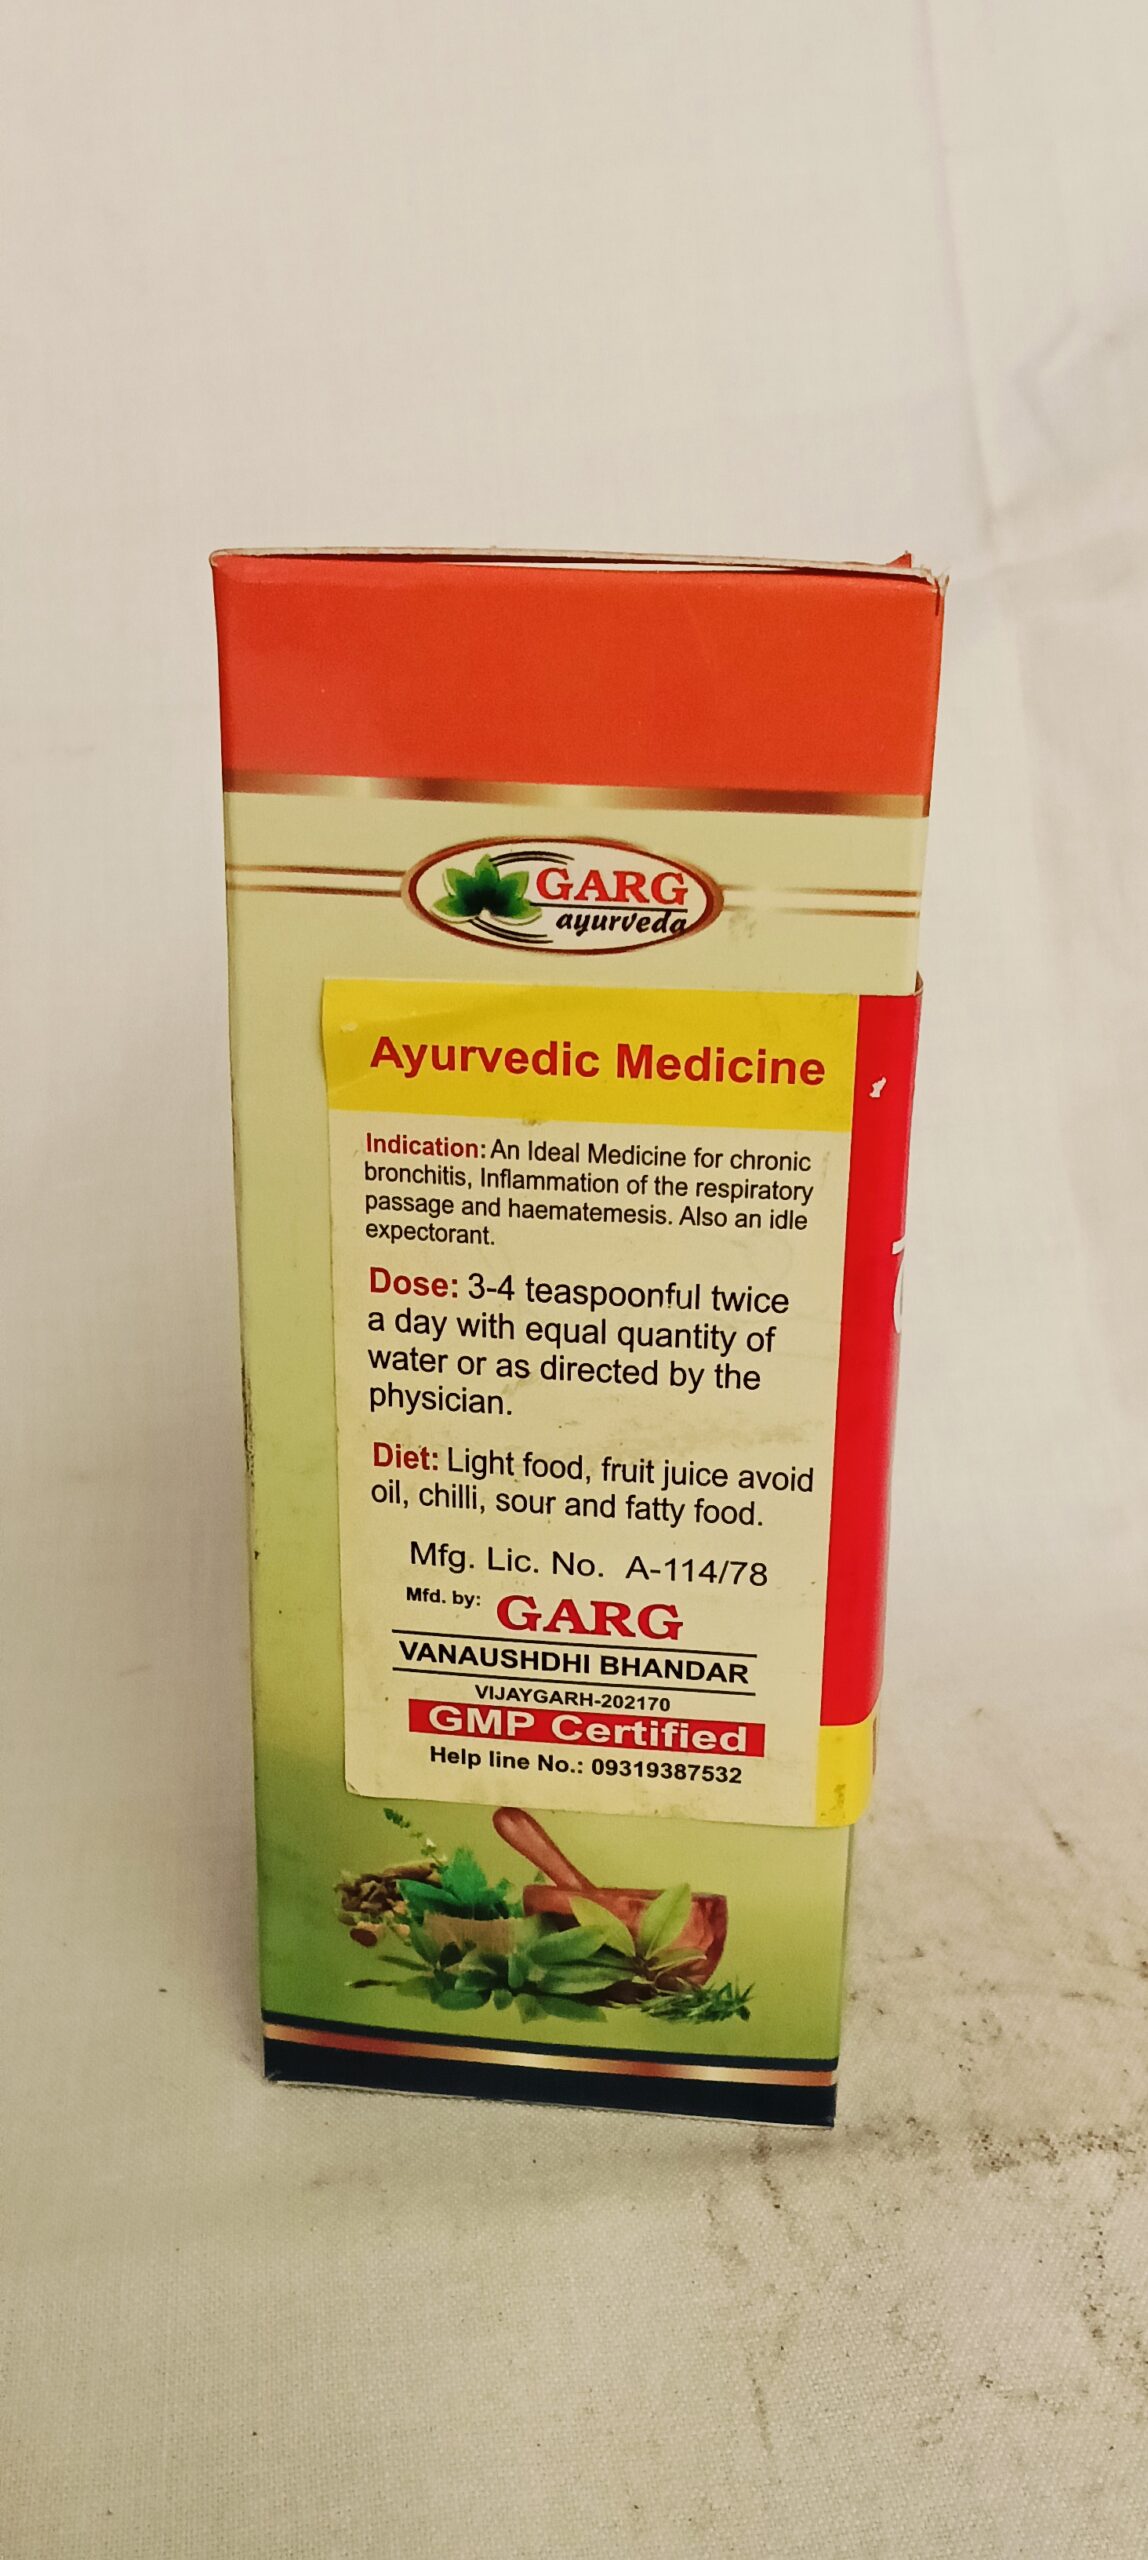 GARG
ayurveda
Ayurvedic Medicine
Indication: An Ideal Medicine for chronic
bronchitis, Inflammation of the respiratory
passage and haematemesis. Also an idle
expectorant.
Dose: 3-4 teaspoonful twice
a day with equal quantity of
water or as directed by the
physician.
Diet: Light food, fruit juice avoid
oil, chilli, sour and fatty food.
Mfg. Lic. No. A-114/78
Mfd. by: GARG
VANAUSHDHI BHANDAR
VIJAYGARH-202170
GMP Certified
Help line No.: 09319387532